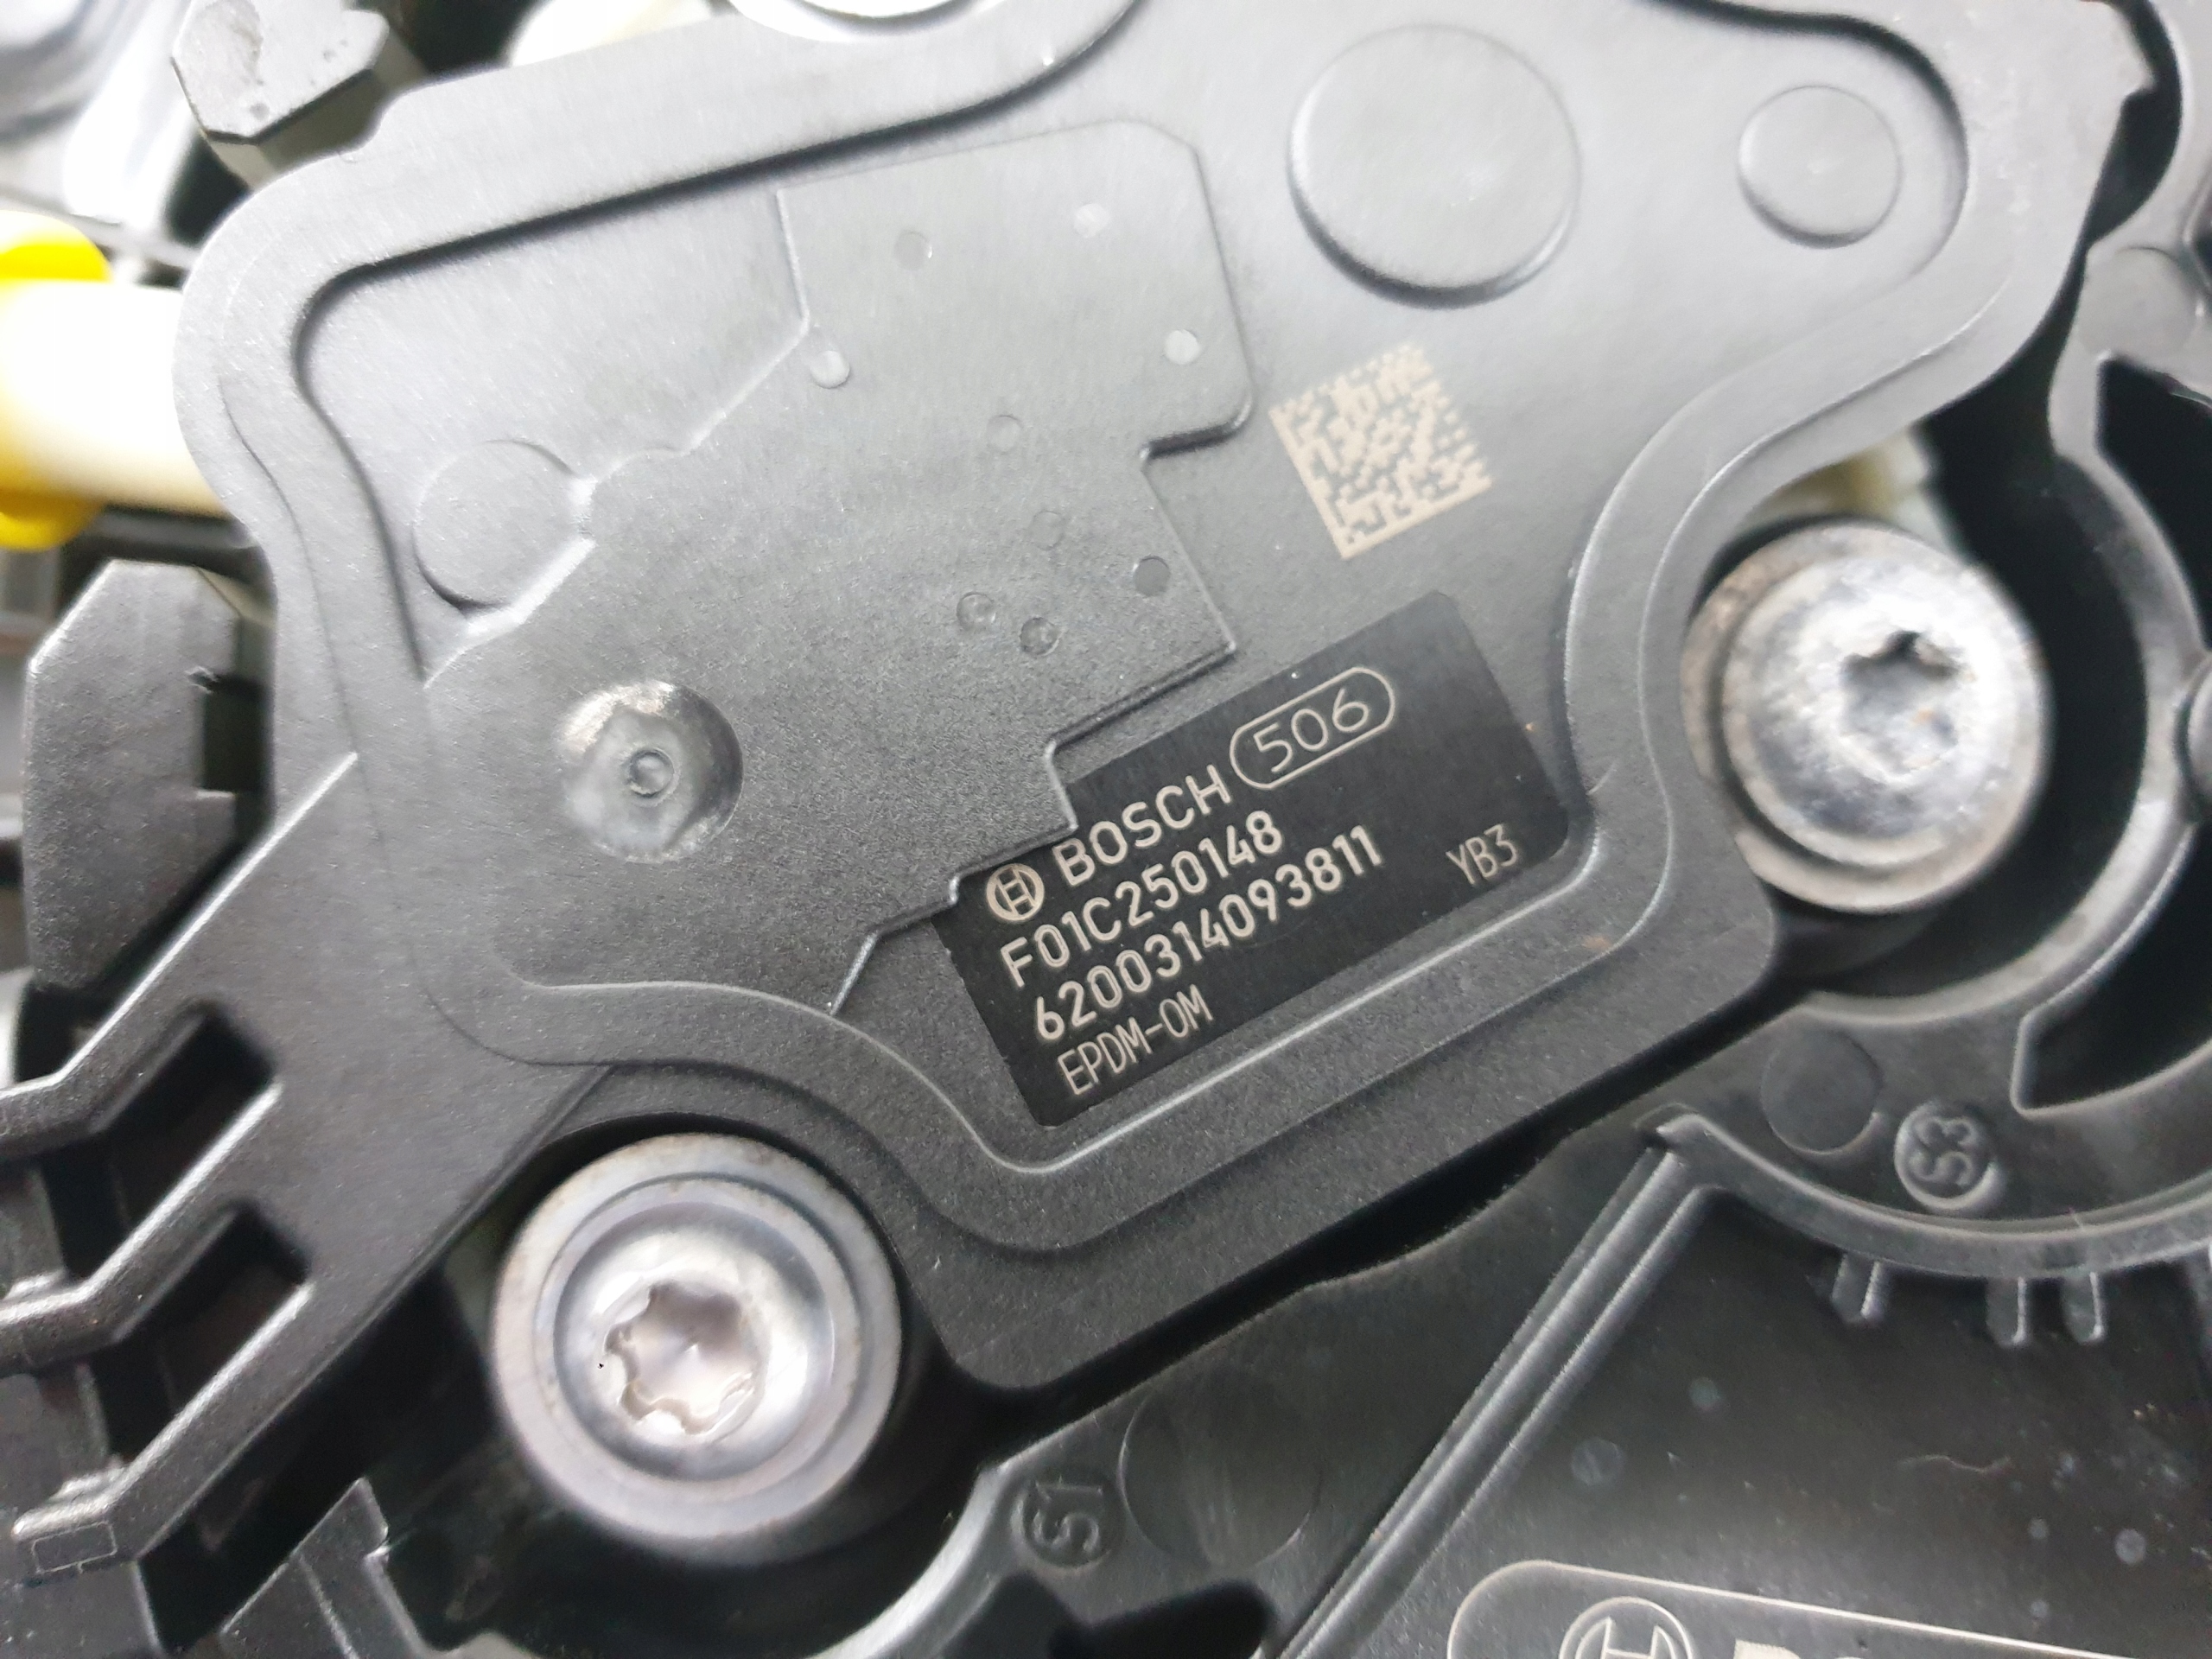 BOSCH 506
F01C250148
6200314093811
YB3
EPDM-OM
S3
S1